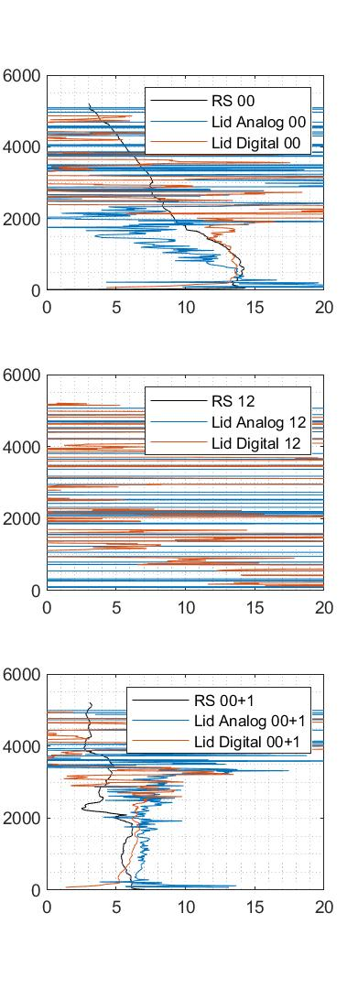 6000
4000
2000
0
RS 00
Lid Analog 00
Lid Digital 00
0 5 10 15 20
6000
4000
2000
0
RS 12
Lid Analog 12
Lid Digital 12
0 5 10 15 20
6000
4000
2000
0
RS 00+1
Lid Analog 00+1
Lid Digital 00+1
0 5 10 15 20